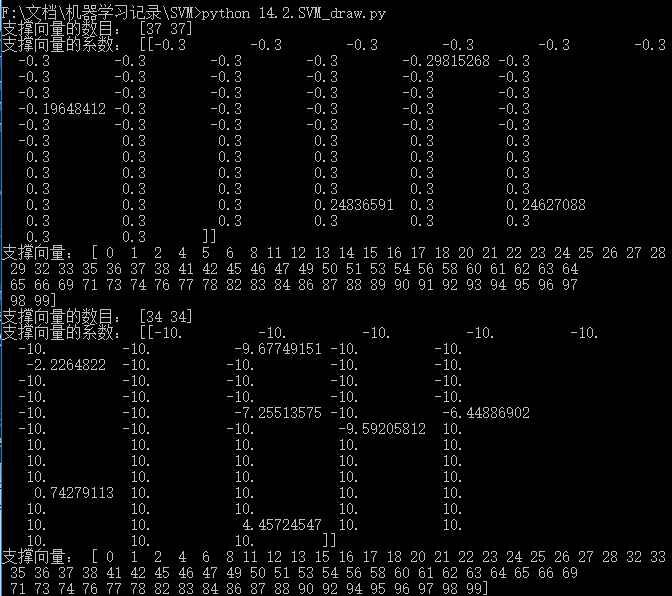 F:\文档\机器学习记录\SVM>python 14.2.SVM_draw.py
支撑向量的数目： [37 37]
支撑向量的系数： [[-0.3 -0.3 -0.3 -0.3 -0.3 -0.3
-0.3 -0.3 -0.3 -0.3 -0.29815268 -0.3
-0.3 -0.3 -0.3 -0.3 -0.3 -0.3
-0.3 -0.3 -0.3 -0.3 -0.3 -0.3
-0.19648412 -0.3 -0.3 -0.3 -0.3 -0.3
-0.3 -0.3 -0.3 -0.3 -0.3 -0.3
-0.3 0.3 0.3 0.3 0.3 0.3
0.3 0.3 0.3 0.3 0.3 0.3
0.3 0.3 0.3 0.3 0.3 0.3
0.3 0.3 0.3 0.3 0.3 0.3
0.3 0.3 0.3 0.24836591 0.3 0.24627088
0.3 0.3 0.3 0.3 0.3 0.3
0.3 0.3 ]]
支撑向量： [ 0 1 2 4 5 6 8 11 12 13 14 15 16 17 18 20 21 22 23 24 25 26 27 28
29 32 33 35 36 37 38 41 42 45 46 47 49 50 51 53 54 56 58 60 61 62 63 64
65 66 69 71 73 74 76 77 78 82 83 84 86 87 88 89 90 91 92 93 94 95 96 97
98 99]
支撑向量的数目： [34 34]
支撑向量的系数： [[-10. -10. -10. -10. -10.
-10. -10. -9.67749151 -10. -10.
-2.2264822 -10. -10. -10. -10.
-10. -10. -10. -10. -10.
-10. -10. -10. -10. -10.
-10. -10. -7.25513575 -10. -6.44886902
-10. -10. -10. -9.59205812 10.
10. 10. 10. 10. 10.
10. 10. 10. 10. 10.
10. 10. 10. 10. 10.
0.74279113 10. 10. 10. 10.
10. 10. 10. 10. 10.
10. 10. 4.45724547 10. 10.
10. 10. 10. ]]
支撑向量： [ 0 1 2 4 6 8 11 12 13 15 16 17 18 20 21 22 23 24 25 26 27 28 32 33
35 36 37 38 41 42 45 46 47 49 50 51 53 54 56 58 60 61 62 63 64 65 66 69
71 73 74 76 77 78 82 83 84 86 87 88 90 92 94 95 96 97 98 99]